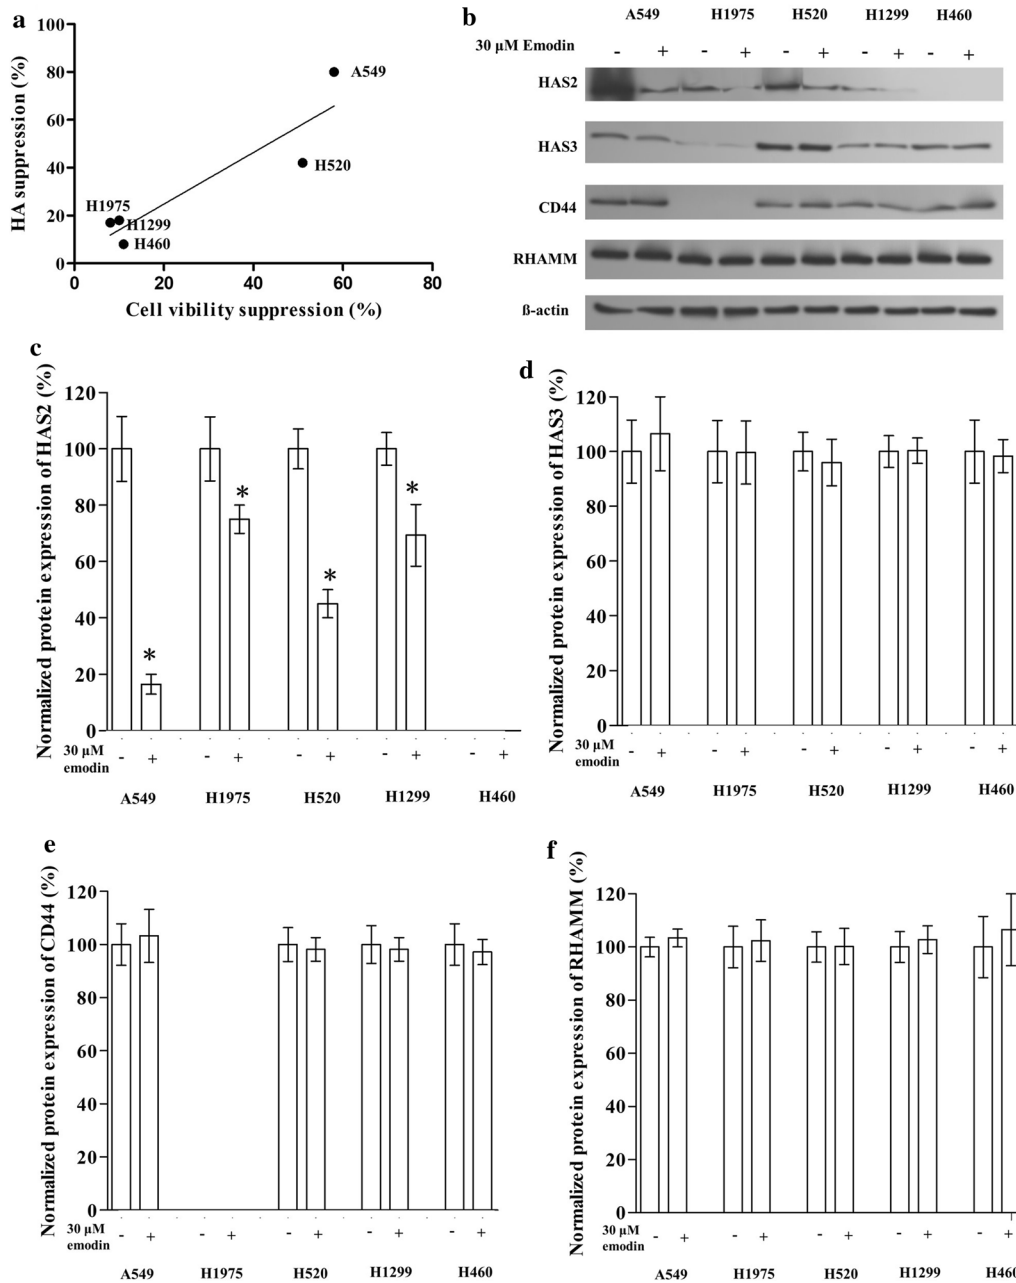 a
HA suppression (%)
100
80
60
40
20
0
A549
H520
H1975
H1299
H460
0 20 40 60 80
Cell vibility suppression (%)
b
A549 H1975 H520 H1299 H460
30 µM Emodin - + - + - + - + - +
HAS2
HAS3
CD44
RHAMM
ß-actin
c
Normalized protein expression of HAS2 (%)
120
100
80
60
40
20
0
* * * *
30 µM
emodin
- + - + - + - + - +
A549 H1975 H520 H1299 H460
d
Normalized protein expression of HAS3 (%)
120
100
80
60
40
20
0
30 µM
emodin
- + - + - + - + - +
A549 H1975 H520 H1299 H460
e
Normalized protein expression of CD44 (%)
120
100
80
60
40
20
0
30 µM
emodin
- + - + - + - + - +
A549 H1975 H520 H1299 H460
f
Normalized protein expression of RHAMM (%)
120
100
80
60
40
20
0
30 µM
emodin
- + - + - + - + - +
A549 H1975 H520 H1299 H460